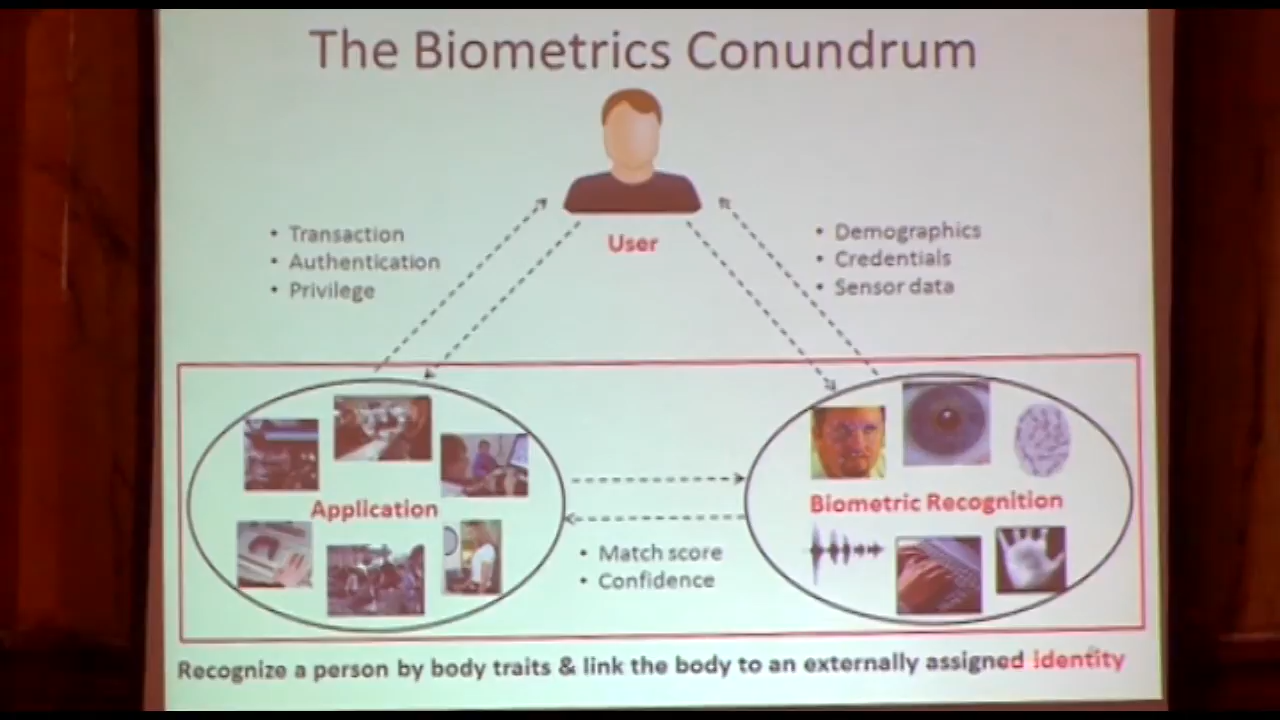 The Biometrics Conundrum
• Transaction
• Authentication
• Privilege
User
• Demographics
• Credentials
• Sensor data
Application
Biometric Recognition
• Match score
• Confidence
Recognize a person by body traits & link the body to an externally assigned identity